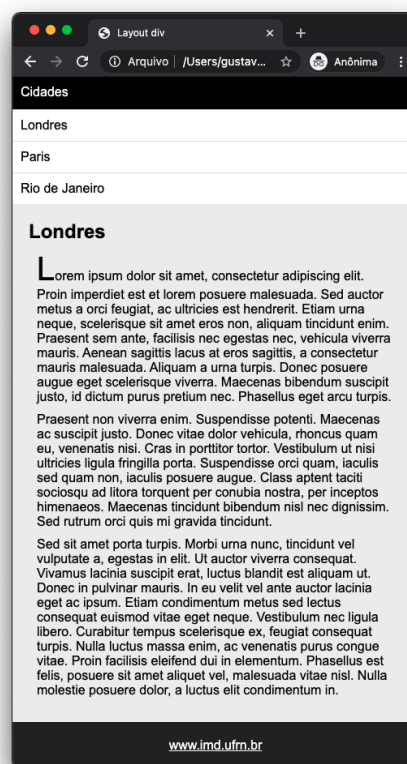 Layout div
Arquivo /Users/gustav... Anônima
Cidades
Londres
Paris
Rio de Janeiro
Londres
Lorem ipsum dolor sit amet, consectetur adipiscing elit.
Proin imperdiet est et lorem posuere malesuada. Sed auctor
metus a orci feugiat, ac ultricies est hendrerit. Etiam urna
neque, scelerisque sit amet eros non, aliquam tincidunt enim.
Praesent sem ante, facilisis nec egestas nec, vehicula viverra
mauris. Aenean sagittis lacus at eros sagittis, a consectetur
mauris malesuada. Aliquam a urna turpis. Donec posuere
augue eget scelerisque viverra. Maecenas bibendum suscipit
justo, id dictum purus pretium nec. Phasellus eget arcu turpis.
Praesent non viverra enim. Suspendisse potenti. Maecenas
ac suscipit justo. Donec vitae dolor vehicula, rhoncus quam
eu, venenatis nisi. Cras in porttitor tortor. Vestibulum ut nisi
ultricies ligula fringilla porta. Suspendisse orci quam, iaculis
sed quam non, iaculis posuere augue. Class aptent taciti
sociosqu ad litora torquent per conubia nostra, per inceptos
himenaeos. Maecenas tincidunt bibendum nisl nec dignissim.
Sed rutrum orci quis mi gravida tincidunt.
Sed sit amet porta turpis. Morbi urna nunc, tincidunt vel
vulputate a, egestas in elit. Ut auctor viverra consequat.
Vivamus lacinia suscipit erat, luctus blandit est aliquam ut.
Donec in pulvinar mauris. In eu velit vel ante auctor lacinia
eget ac ipsum. Etiam condimentum metus sed lectus
consequat euismod vitae eget neque. Vestibulum nec ligula
libero. Curabitur tempus scelerisque ex, feugiat consequat
turpis. Nulla luctus massa enim, ac venenatis purus congue
vitae. Proin facilisis eleifend dui in elementum. Phasellus est
felis, posuere sit amet aliquet vel, malesuada vitae nisl. Nulla
molestie posuere dolor, a luctus elit condimentum in.
www.imd.ufrn.br